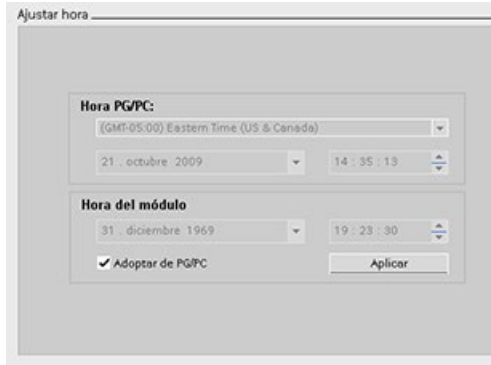 Ajustar hora
Hora PG/PC:
(GMT-05:00) Eastern Time (US & Canada)
21 . octubre 2009 14 : 35 : 13
Hora del módulo
31 . diciembre 1969 19 : 23 : 30
Adoptar de PG/PC Aplicar